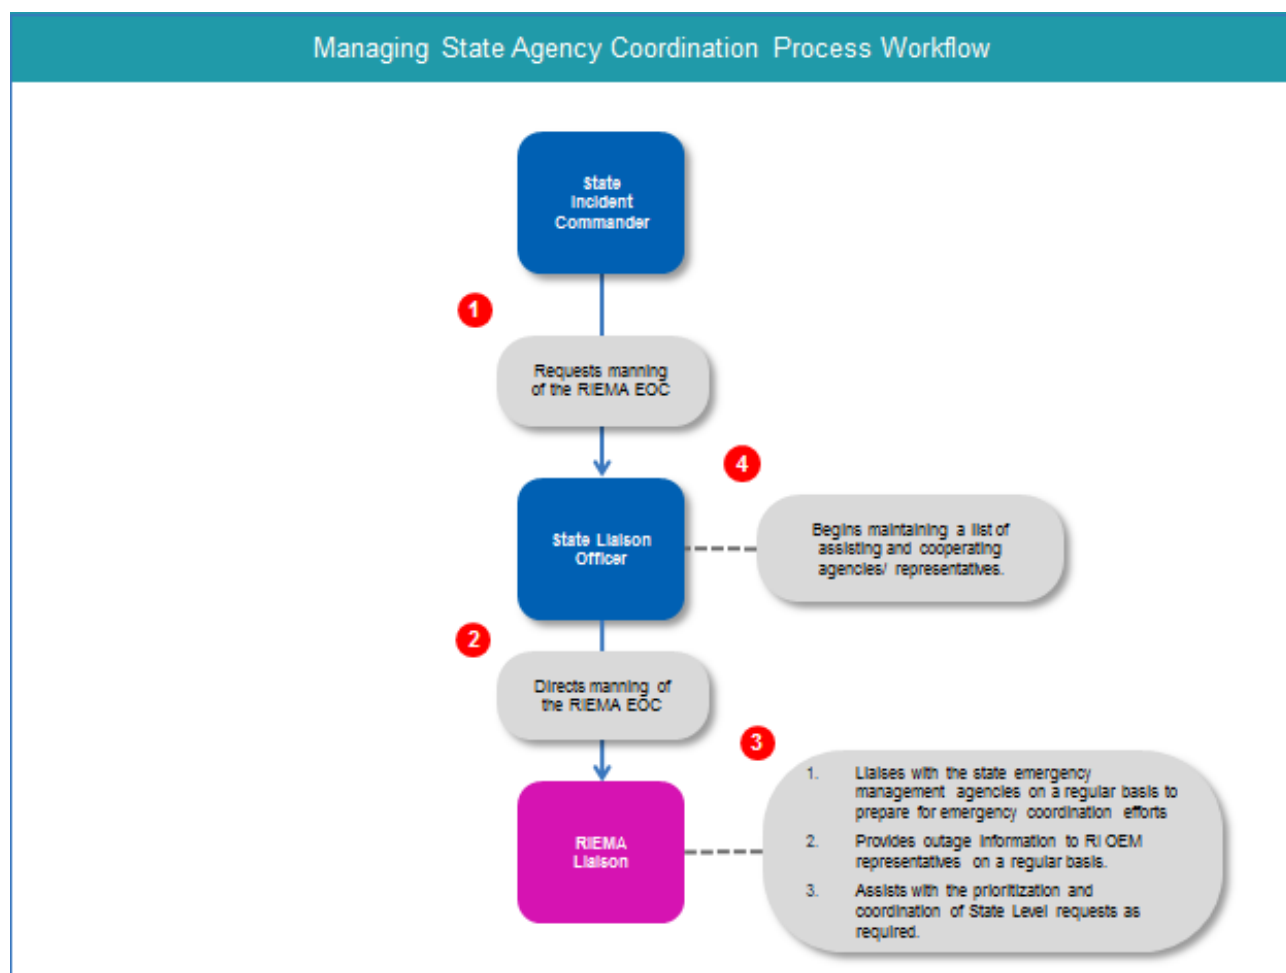 Managing State Agency Coordination Process Workflow
State
Incident
Commander
1
Requests manning
of the RIEMA EOC
4
State Liaison
Officer
Begins maintaining a list of
assisting and cooperating
agencies/ representatives.
2
Directs manning of
the RIEMA EOC
3
RIEMA
Liaison
1. Liaises with the state emergency
management agencies on a regular basis to
prepare for emergency coordination efforts
2. Provides outage information to RI OEM
representatives on a regular basis.
3. Assists with the prioritization and
coordination of State Level requests as
required.